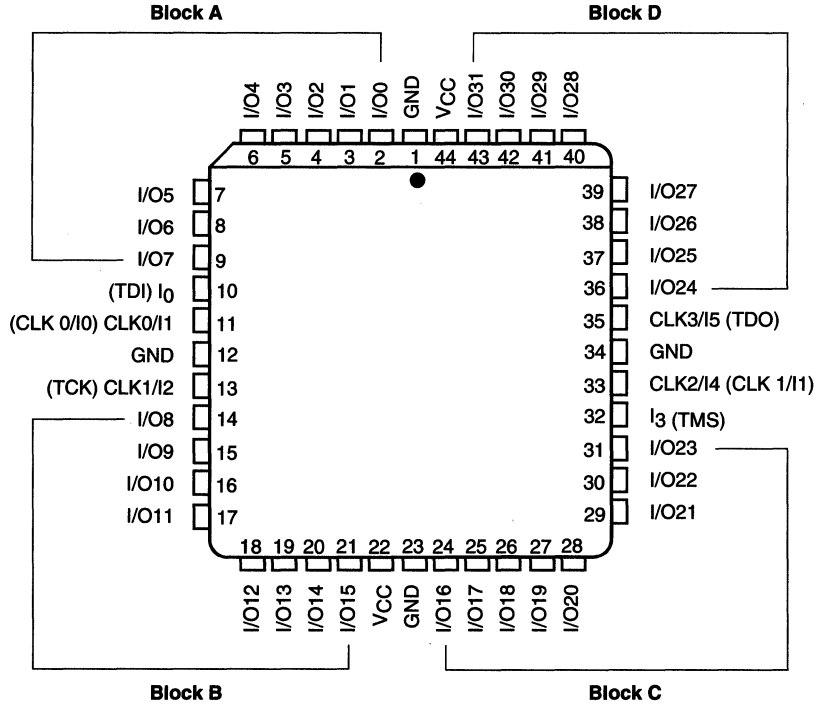 Block A Block D
I/O4 I/O3 I/O2 I/O1 I/O0 GND VCC I/O31 I/O30 I/O29 I/O28
6 5 4 3 2 1 44 43 42 41 40
I/O5 7 39 I/O27
I/O6 8 38 I/O26
I/O7 9 37 I/O25
(TDI) I0 10 36 I/O24
(CLK 0/I0) CLK0/I1 11 35 CLK3/I5 (TDO)
GND 12 34 GND
(TCK) CLK1/I2 13 33 CLK2/I4 (CLK 1/I1)
I/O8 14 32 I3 (TMS)
I/O9 15 31 I/O23
I/O10 16 30 I/O22
I/O11 17 29 I/O21
18 19 20 21 22 23 24 25 26 27 28
I/O12 I/O13 I/O14 I/O15 VCC GND I/O16 I/O17 I/O18 I/O19 I/O20
Block B Block C